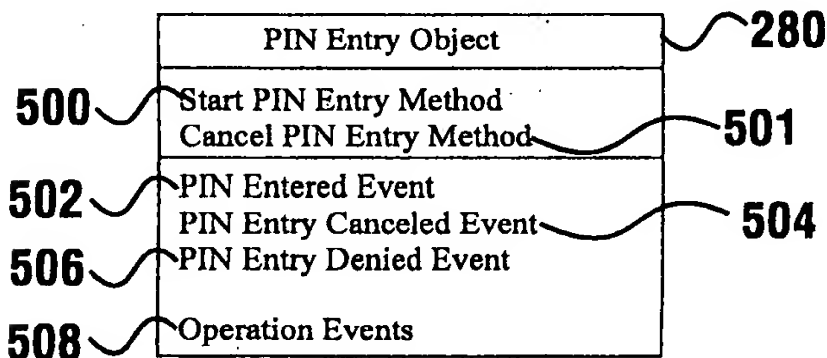 PIN Entry Object 280
500 Start PIN Entry Method
Cancel PIN Entry Method 501
502 PIN Entered Event
PIN Entry Canceled Event 504
506 PIN Entry Denied Event
508 Operation Events